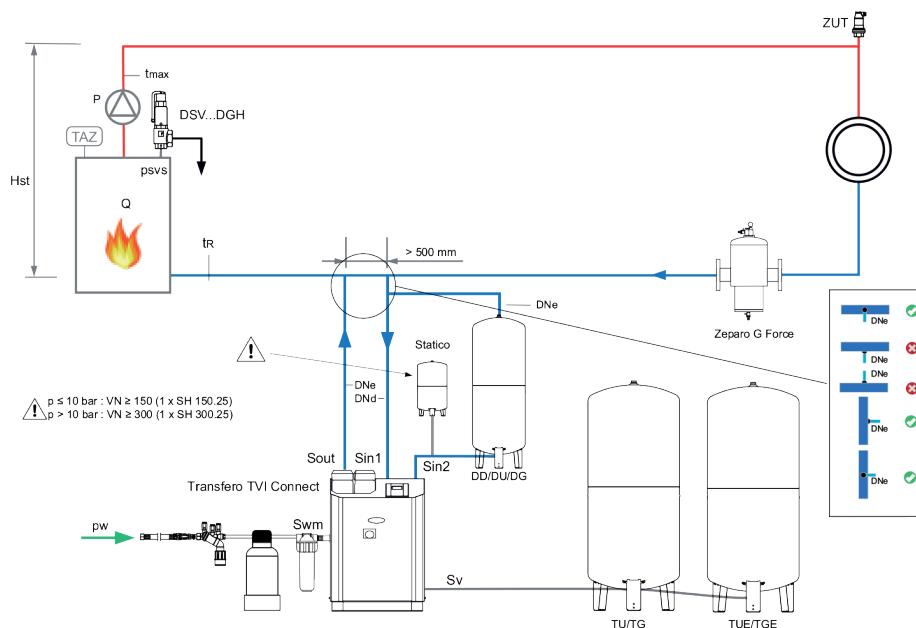 ZUT
tmax
P
DSV...DGH
TAZ
psvs
Hst
Q
tR
> 500 mm
DNe
Zeparo G Force
DNe
DNe
DNe
DNe
DNe
Statico
DNe
DNd
p ≤ 10 bar : VN ≥ 150 (1 x SH 150.25)
p > 10 bar : VN ≥ 300 (1 x SH 300.25)
Sout
Sin1
Sin2
DD/DU/DG
Transfero TVI Connect
pw
Swm
Sv
TU/TG
TUE/TGE